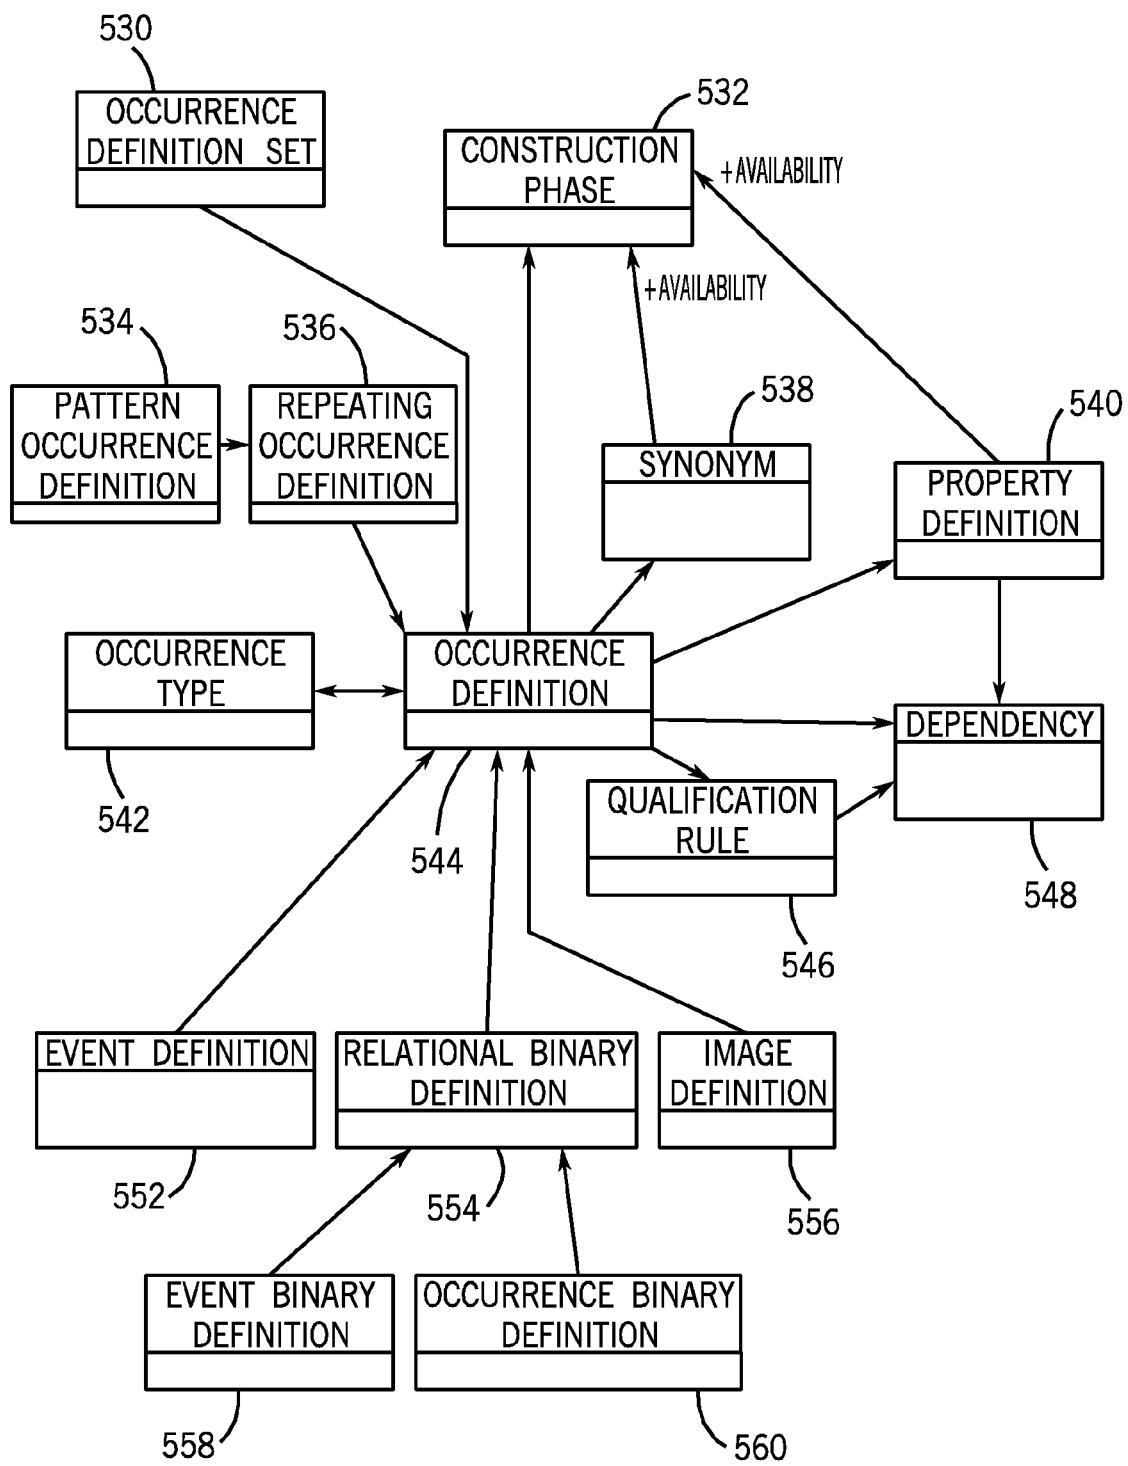 530
OCCURRENCE
DEFINITION SET
532
CONSTRUCTION
PHASE
+AVAILABILITY
+AVAILABILITY
534
PATTERN
OCCURRENCE
DEFINITION
536
REPEATING
OCCURRENCE
DEFINITION
538
SYNONYM
540
PROPERTY
DEFINITION
OCCURRENCE
TYPE
542
OCCURRENCE
DEFINITION
544
DEPENDENCY
548
QUALIFICATION
RULE
546
EVENT DEFINITION
552
RELATIONAL BINARY
DEFINITION
554
IMAGE
DEFINITION
556
EVENT BINARY
DEFINITION
558
OCCURRENCE BINARY
DEFINITION
560